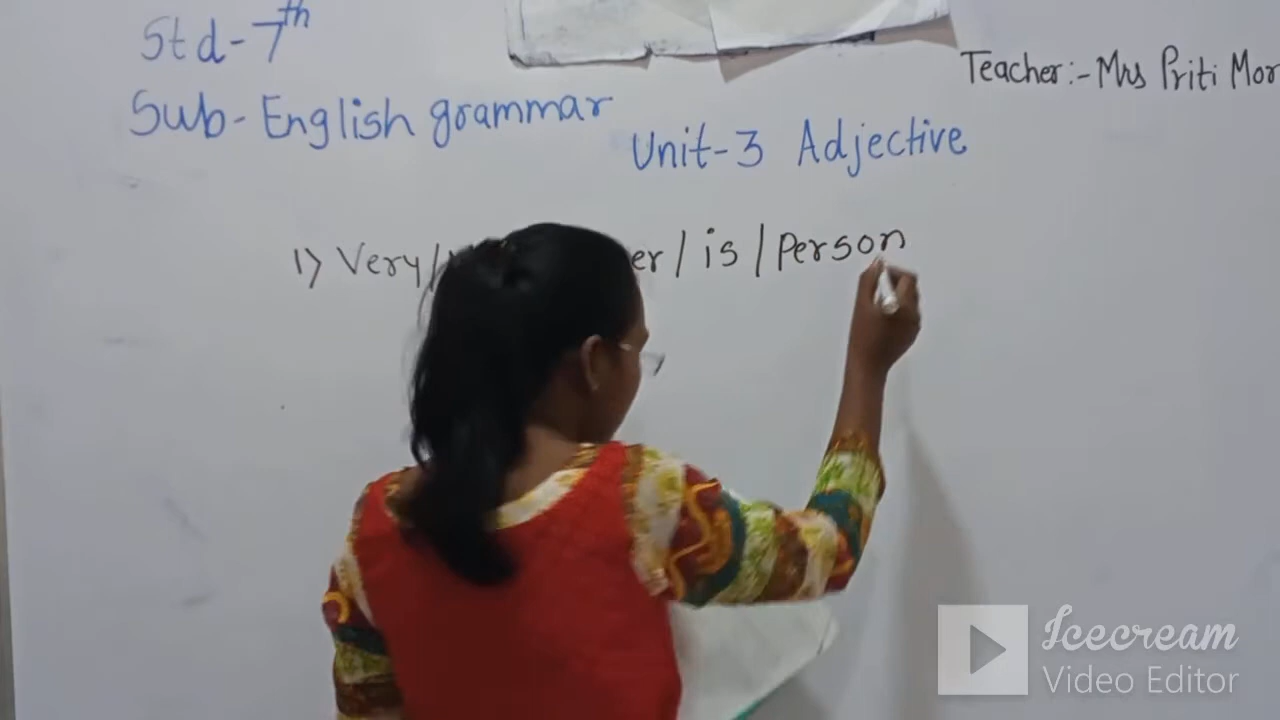 Std-7th
Sub-English grammar
Teacher:- Mrs Priti Mor
Unit-3 Adjective
1) Very/ er / is / person
Icecream
Video Editor